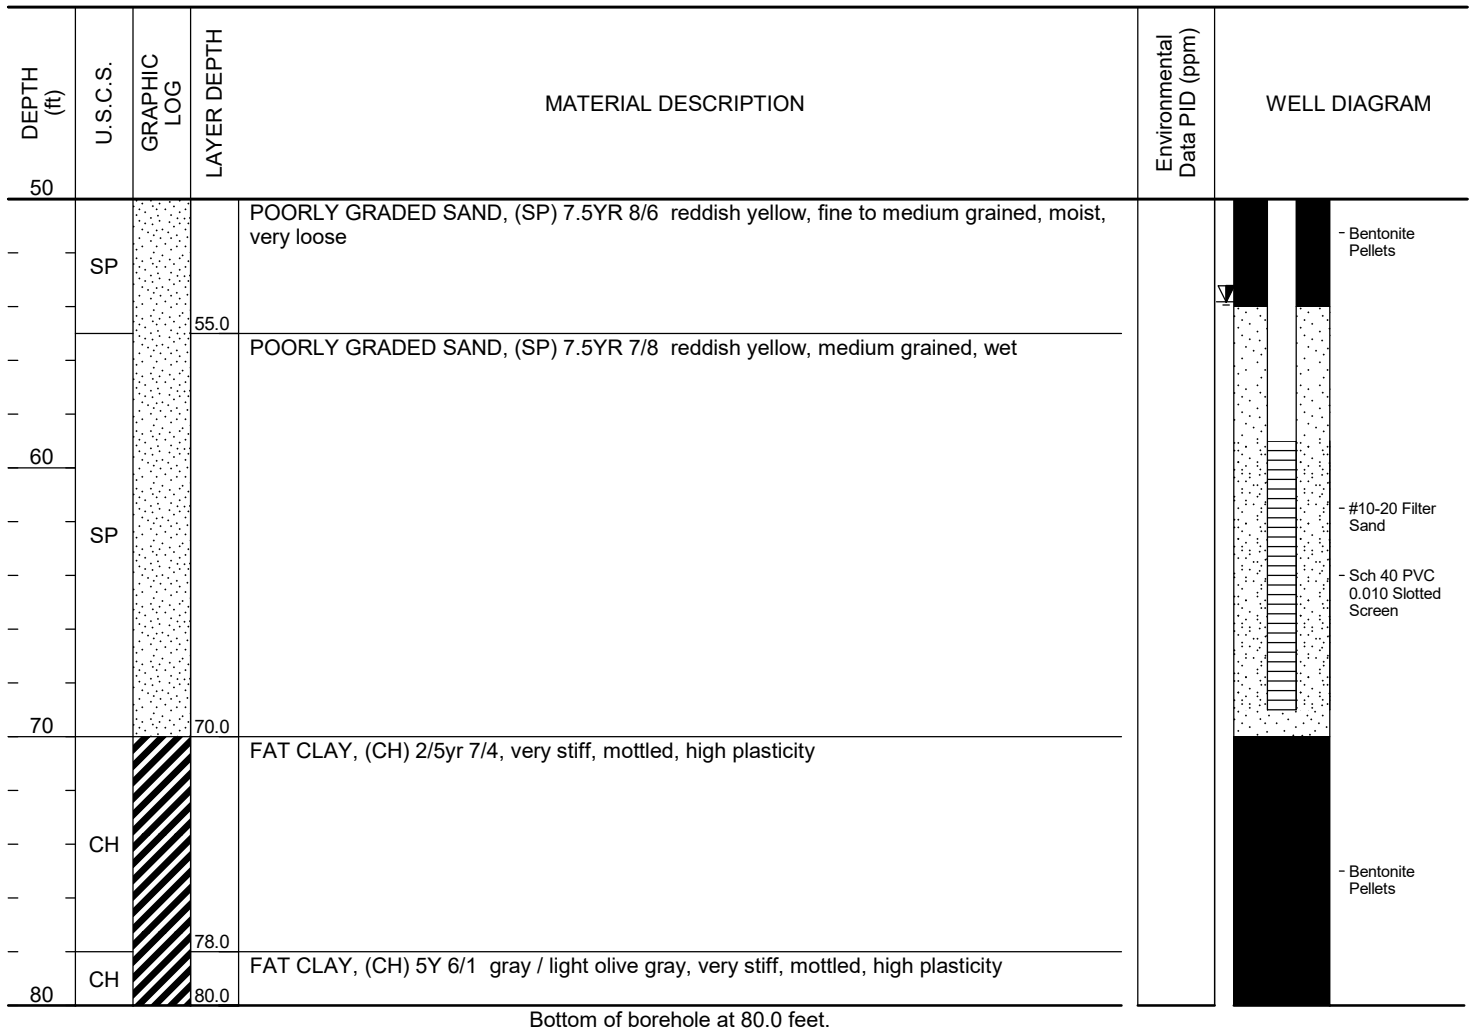 DEPTH
(ft)
U.S.C.S.
GRAPHIC
LOG
LAYER DEPTH
MATERIAL DESCRIPTION
Environmental
Data PID (ppm)
WELL DIAGRAM
50
POORLY GRADED SAND, (SP) 7.5YR 8/6 reddish yellow, fine to medium grained, moist,
very loose
Bentonite
Pellets
SP
55.0
POORLY GRADED SAND, (SP) 7.5YR 7/8 reddish yellow, medium grained, wet
60
#10-20 Filter
Sand
SP
Sch 40 PVC
0.010 Slotted
Screen
70
70.0
FAT CLAY, (CH) 2/5yr 7/4, very stiff, mottled, high plasticity
CH
Bentonite
Pellets
78.0
FAT CLAY, (CH) 5Y 6/1 gray / light olive gray, very stiff, mottled, high plasticity
CH
80
80.0
Bottom of borehole at 80.0 feet.